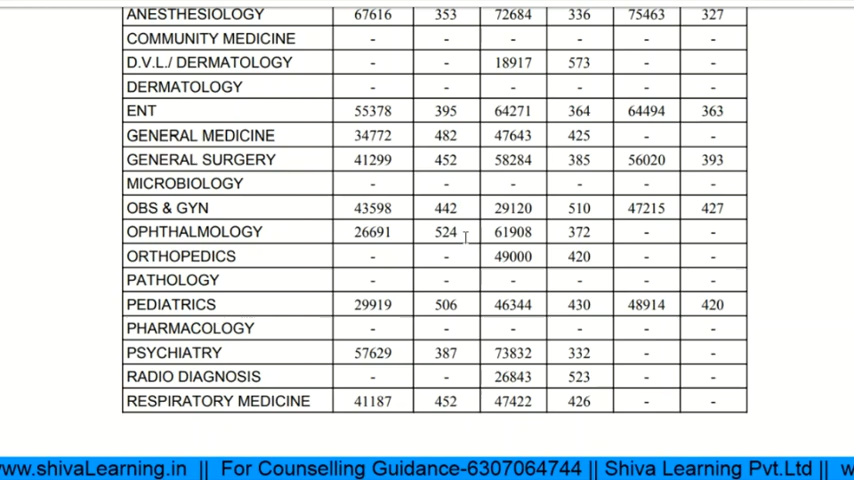 ANESTHESIOLOGY 67616 353 72684 336 75463 327
COMMUNITY MEDICINE - - - - - -
D.V.L./ DERMATOLOGY - - 18917 573 - -
DERMATOLOGY - - - - - -
ENT 55378 395 64271 364 64494 363
GENERAL MEDICINE 34772 482 47643 425 - -
GENERAL SURGERY 41299 452 58284 385 56020 393
MICROBIOLOGY - - - - - -
OBS & GYN 43598 442 29120 510 47215 427
OPHTHALMOLOGY 26691 524 61908 372 - -
ORTHOPEDICS - - 49000 420 - -
PATHOLOGY - - - - - -
PEDIATRICS 29919 506 46344 430 48914 420
PHARMACOLOGY - - - - - -
PSYCHIATRY 57629 387 73832 332 - -
RADIO DIAGNOSIS - - 26843 523 - -
RESPIRATORY MEDICINE 41187 452 47422 426 - -
www.shivaLearning.in || For Counselling Guidance-6307064744 || Shiva Learning Pvt.Ltd || w